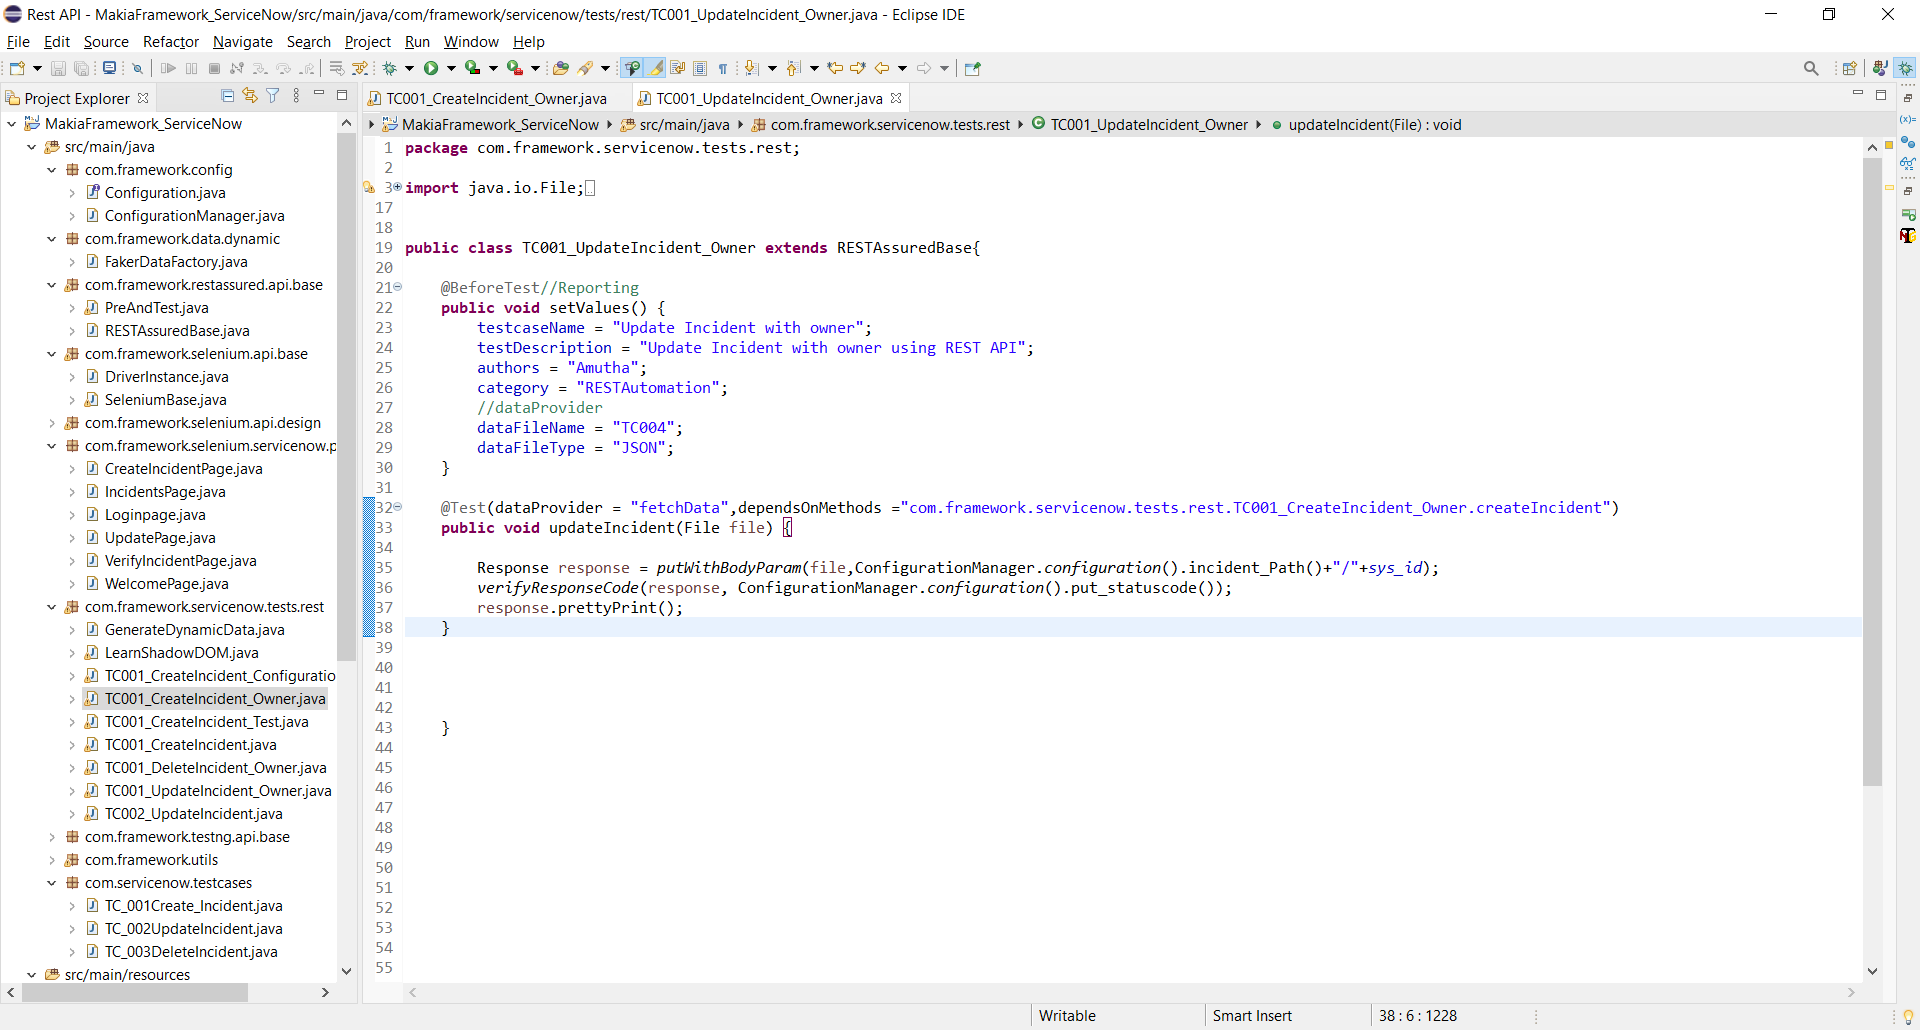 Rest API - MakiaFramework_ServiceNow/src/main/java/com/framework/servicenow/tests/rest/TC001_UpdateIncident_Owner.java - Eclipse IDE
File Edit Source Refactor Navigate Search Project Run Window Help
Project Explorer
MakiaFramework_ServiceNow
src/main/java
com.framework.config
Configuration.java
ConfigurationManager.java
com.framework.data.dynamic
FakerDataFactory.java
com.framework.restassured.api.base
PreAndTest.java
RESTAssuredBase.java
com.framework.selenium.api.base
DriverInstance.java
SeleniumBase.java
com.framework.selenium.api.design
com.framework.selenium.servicenow.p
CreateIncidentPage.java
IncidentsPage.java
Loginpage.java
UpdatePage.java
VerifyIncidentPage.java
WelcomePage.java
com.framework.servicenow.tests.rest
GenerateDynamicData.java
LearnShadowDOM.java
TC001_CreateIncident_Configuratio
TC001_CreateIncident_Owner.java
TC001_CreateIncident_Test.java
TC001_CreateIncident.java
TC001_DeleteIncident_Owner.java
TC001_UpdateIncident_Owner.java
TC002_UpdateIncident.java
com.framework.testng.api.base
com.framework.utils
com.servicenow.testcases
TC_001Create_Incident.java
TC_002UpdateIncident.java
TC_003DeleteIncident.java
src/main/resources
TC001_CreateIncident_Owner.java TC001_UpdateIncident_Owner.java
MakiaFramework_ServiceNow src/main/java com.framework.servicenow.tests.rest TC001_UpdateIncident_Owner updateIncident(File) : void
1 package com.framework.servicenow.tests.rest;
2
3 import java.io.File;
17
18
19 public class TC001_UpdateIncident_Owner extends RESTAssuredBase{
20
21 @BeforeTest//Reporting
22 public void setValues() {
23 testcaseName = "Update Incident with owner";
24 testDescription = "Update Incident with owner using REST API";
25 authors = "Amutha";
26 category = "RESTAutomation";
27 //dataProvider
28 dataFileName = "TC004";
29 dataFileType = "JSON";
30 }
31
32 @Test(dataProvider = "fetchData",dependsOnMethods ="com.framework.servicenow.tests.rest.TC001_CreateIncident_Owner.createIncident")
33 public void updateIncident(File file) {
34
35 Response response = putWithBodyParam(file,ConfigurationManager.configuration().incident_Path()+"/"+sys_id);
36 verifyResponseCode(response, ConfigurationManager.configuration().put_statuscode());
37 response.prettyPrint();
38 }
39
40
41
42
43 }
44
45
46
47
48
49
50
51
52
53
54
55
Writable Smart Insert 38 : 6 : 1228